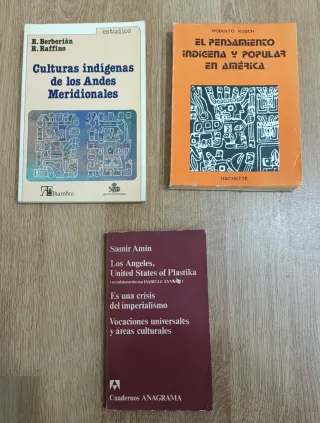 estudios
E. Berberián
R. Raffino
Culturas indígenas
de los Andes
Meridionales
Alhambra
RODOLFO KUSCH
EL PENSAMIENTO
INDIGENA Y POPULAR
EN AMÉRICA
HACHETTE
Samir Amin
Los Angeles,
United States of Plastika
Es una crisis
del imperialismo
Vocaciones universales
y áreas culturales
Cuadernos ANAGRAMA